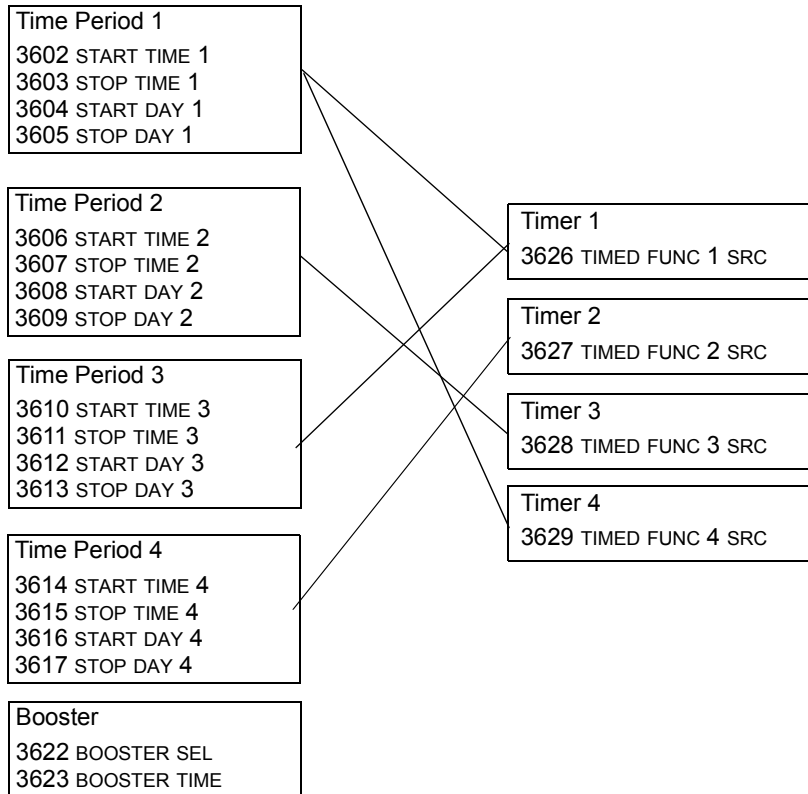 Time Period 1
3602 START TIME 1
3603 STOP TIME 1
3604 START DAY 1
3605 STOP DAY 1
Time Period 2
3606 START TIME 2
3607 STOP TIME 2
3608 START DAY 2
3609 STOP DAY 2
Time Period 3
3610 START TIME 3
3611 STOP TIME 3
3612 START DAY 3
3613 STOP DAY 3
Time Period 4
3614 START TIME 4
3615 STOP TIME 4
3616 START DAY 4
3617 STOP DAY 4
Booster
3622 BOOSTER SEL
3623 BOOSTER TIME
Timer 1
3626 TIMED FUNC 1 SRC
Timer 2
3627 TIMED FUNC 2 SRC
Timer 3
3628 TIMED FUNC 3 SRC
Timer 4
3629 TIMED FUNC 4 SRC